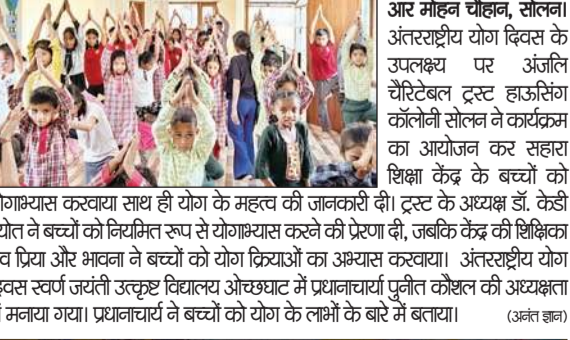 आर मोहन चौहान, सोलन।
अंतरराष्ट्रीय योग दिवस के
उपलक्ष्य पर अंजलि
चैरिटेबल ट्रस्ट हाऊसिंग
कॉलोनी सोलन ने कार्यक्रम
का आयोजन कर सहारा
शिक्षा केंद्र के बच्चों को
करवाया साथ ही योग के महत्व की जानकारी दी। ट्रस्ट के अध्यक्ष डॉ. केडी
ने बच्चों को नियमित रूप से योगाभ्यास करने की प्रेरणा दी, जबकि केंद्र की शिक्षिका
प्रिया और भावना ने बच्चों को योग क्रियाओं का अभ्यास करवाया। अंतरराष्ट्रीय योग
स्वर्ण जयंती उत्कृष्ट विद्यालय ओच्छघाट में प्रधानाचार्या पुनीत कौशल की अध्यक्षता
मनाया गया। प्रधानाचार्य ने बच्चों को योग के लाभों के बारे में बताया। (अनंत ज्ञान)